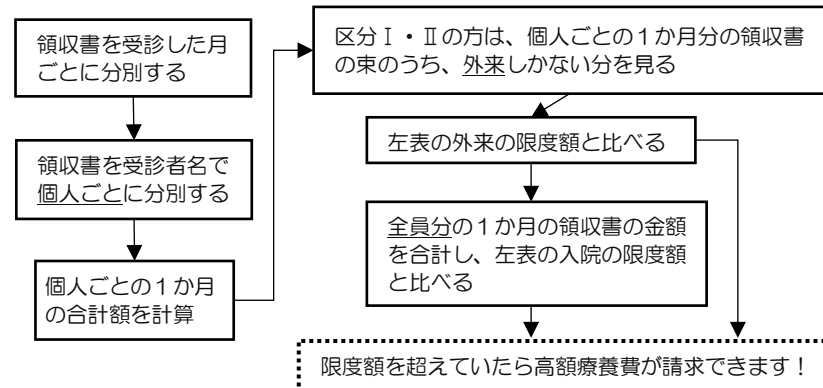 領収書を受診した月
ごとに分別する
領収書を受診者名で
個人ごとに分別する
個人ごとの１か月
の合計額を計算
区分Ⅰ・Ⅱの方は、個人ごとの１か月分の領収書
の束のうち、外来しかない分を見る
左表の外来の限度額と比べる
全員分の１か月の領収書の金額
を合計し、左表の入院の限度額
と比べる
限度額を超えていたら高額療養費が請求できます！